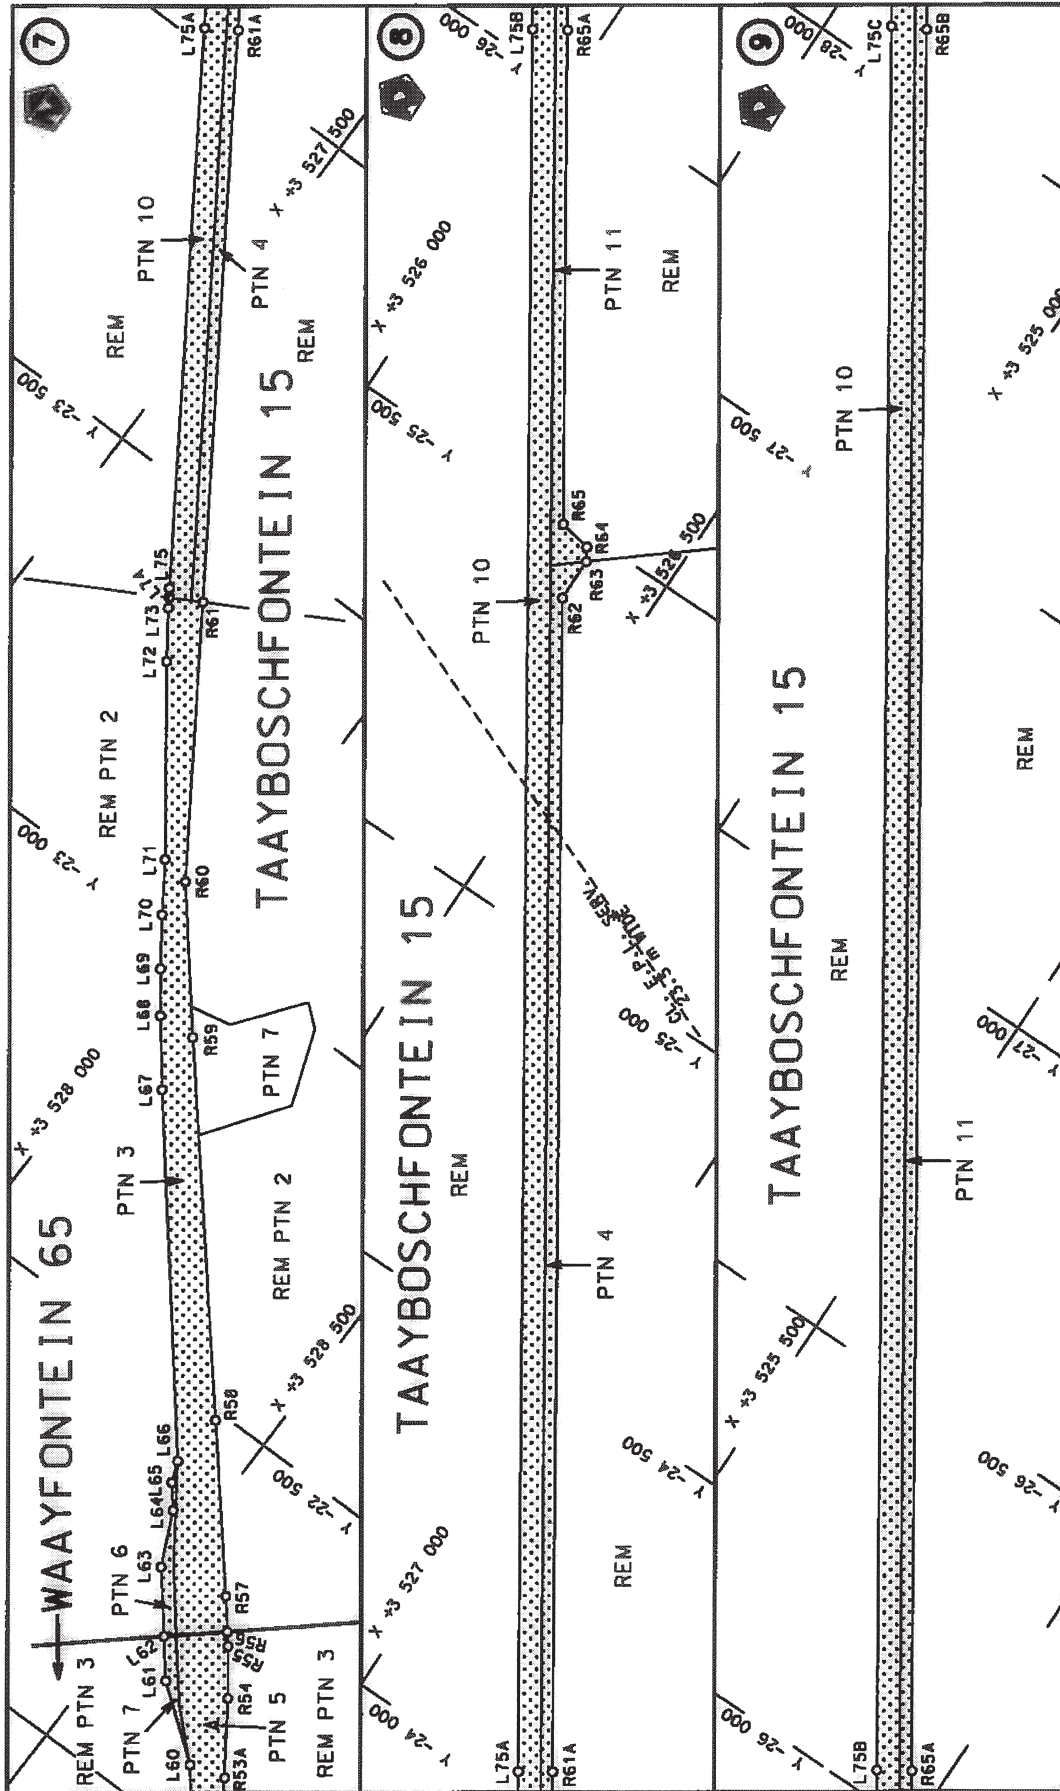 7
WAAYFONTEIN 65
TAAYBOSCHFONTEIN 15
REM PTN 3
PTN 7
PTN 5
REM PTN 3
PTN 6
PTN 3
REM PTN 2
PTN 7
REM PTN 2
REM
PTN 10
PTN 4
REM
L60
L61
L62
L63
L64
L65
L66
L67
L68
L69
L70
L71
L72
L73
L75
L75A
R53A
R54
R55
R56
R57
R58
R59
R60
R61
R61A
Y -22 500
Y -23 000
Y -23 500
X +3 528 500
X +3 528 000
X +3 527 500
8
TAAYBOSCHFONTEIN 15
L75A
R61A
REM
REM
PTN 4
PTN 10
PTN 11
REM
R62
R63
R64
R65
L75B
R65A
CL. E.P.L. SERV.
23.5 m WIDE
Y -24 000
Y -24 500
Y -25 000
Y -25 500
Y -26 000
X +3 527 000
X +3 526 500
X +3 526 000
9
TAAYBOSCHFONTEIN 15
L75B
R65A
PTN 11
REM
REM
PTN 10
L75C
R65B
Y -26 000
Y -26 500
Y -27 000
Y -27 500
Y -28 000
X +3 525 500
X +3 525 000